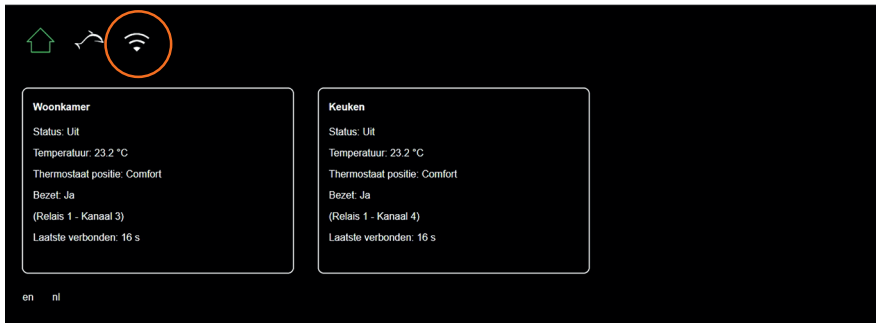 Woonkamer
Status: Uit
Temperatuur: 23.2 °C
Thermostaat positie: Comfort
Bezet: Ja
(Relais 1 - Kanaal 3)
Laatste verbonden: 16 s
Keuken
Status: Uit
Temperatuur: 23.2 °C
Thermostaat positie: Comfort
Bezet: Ja
(Relais 1 - Kanaal 4)
Laatste verbonden: 16 s
en nl